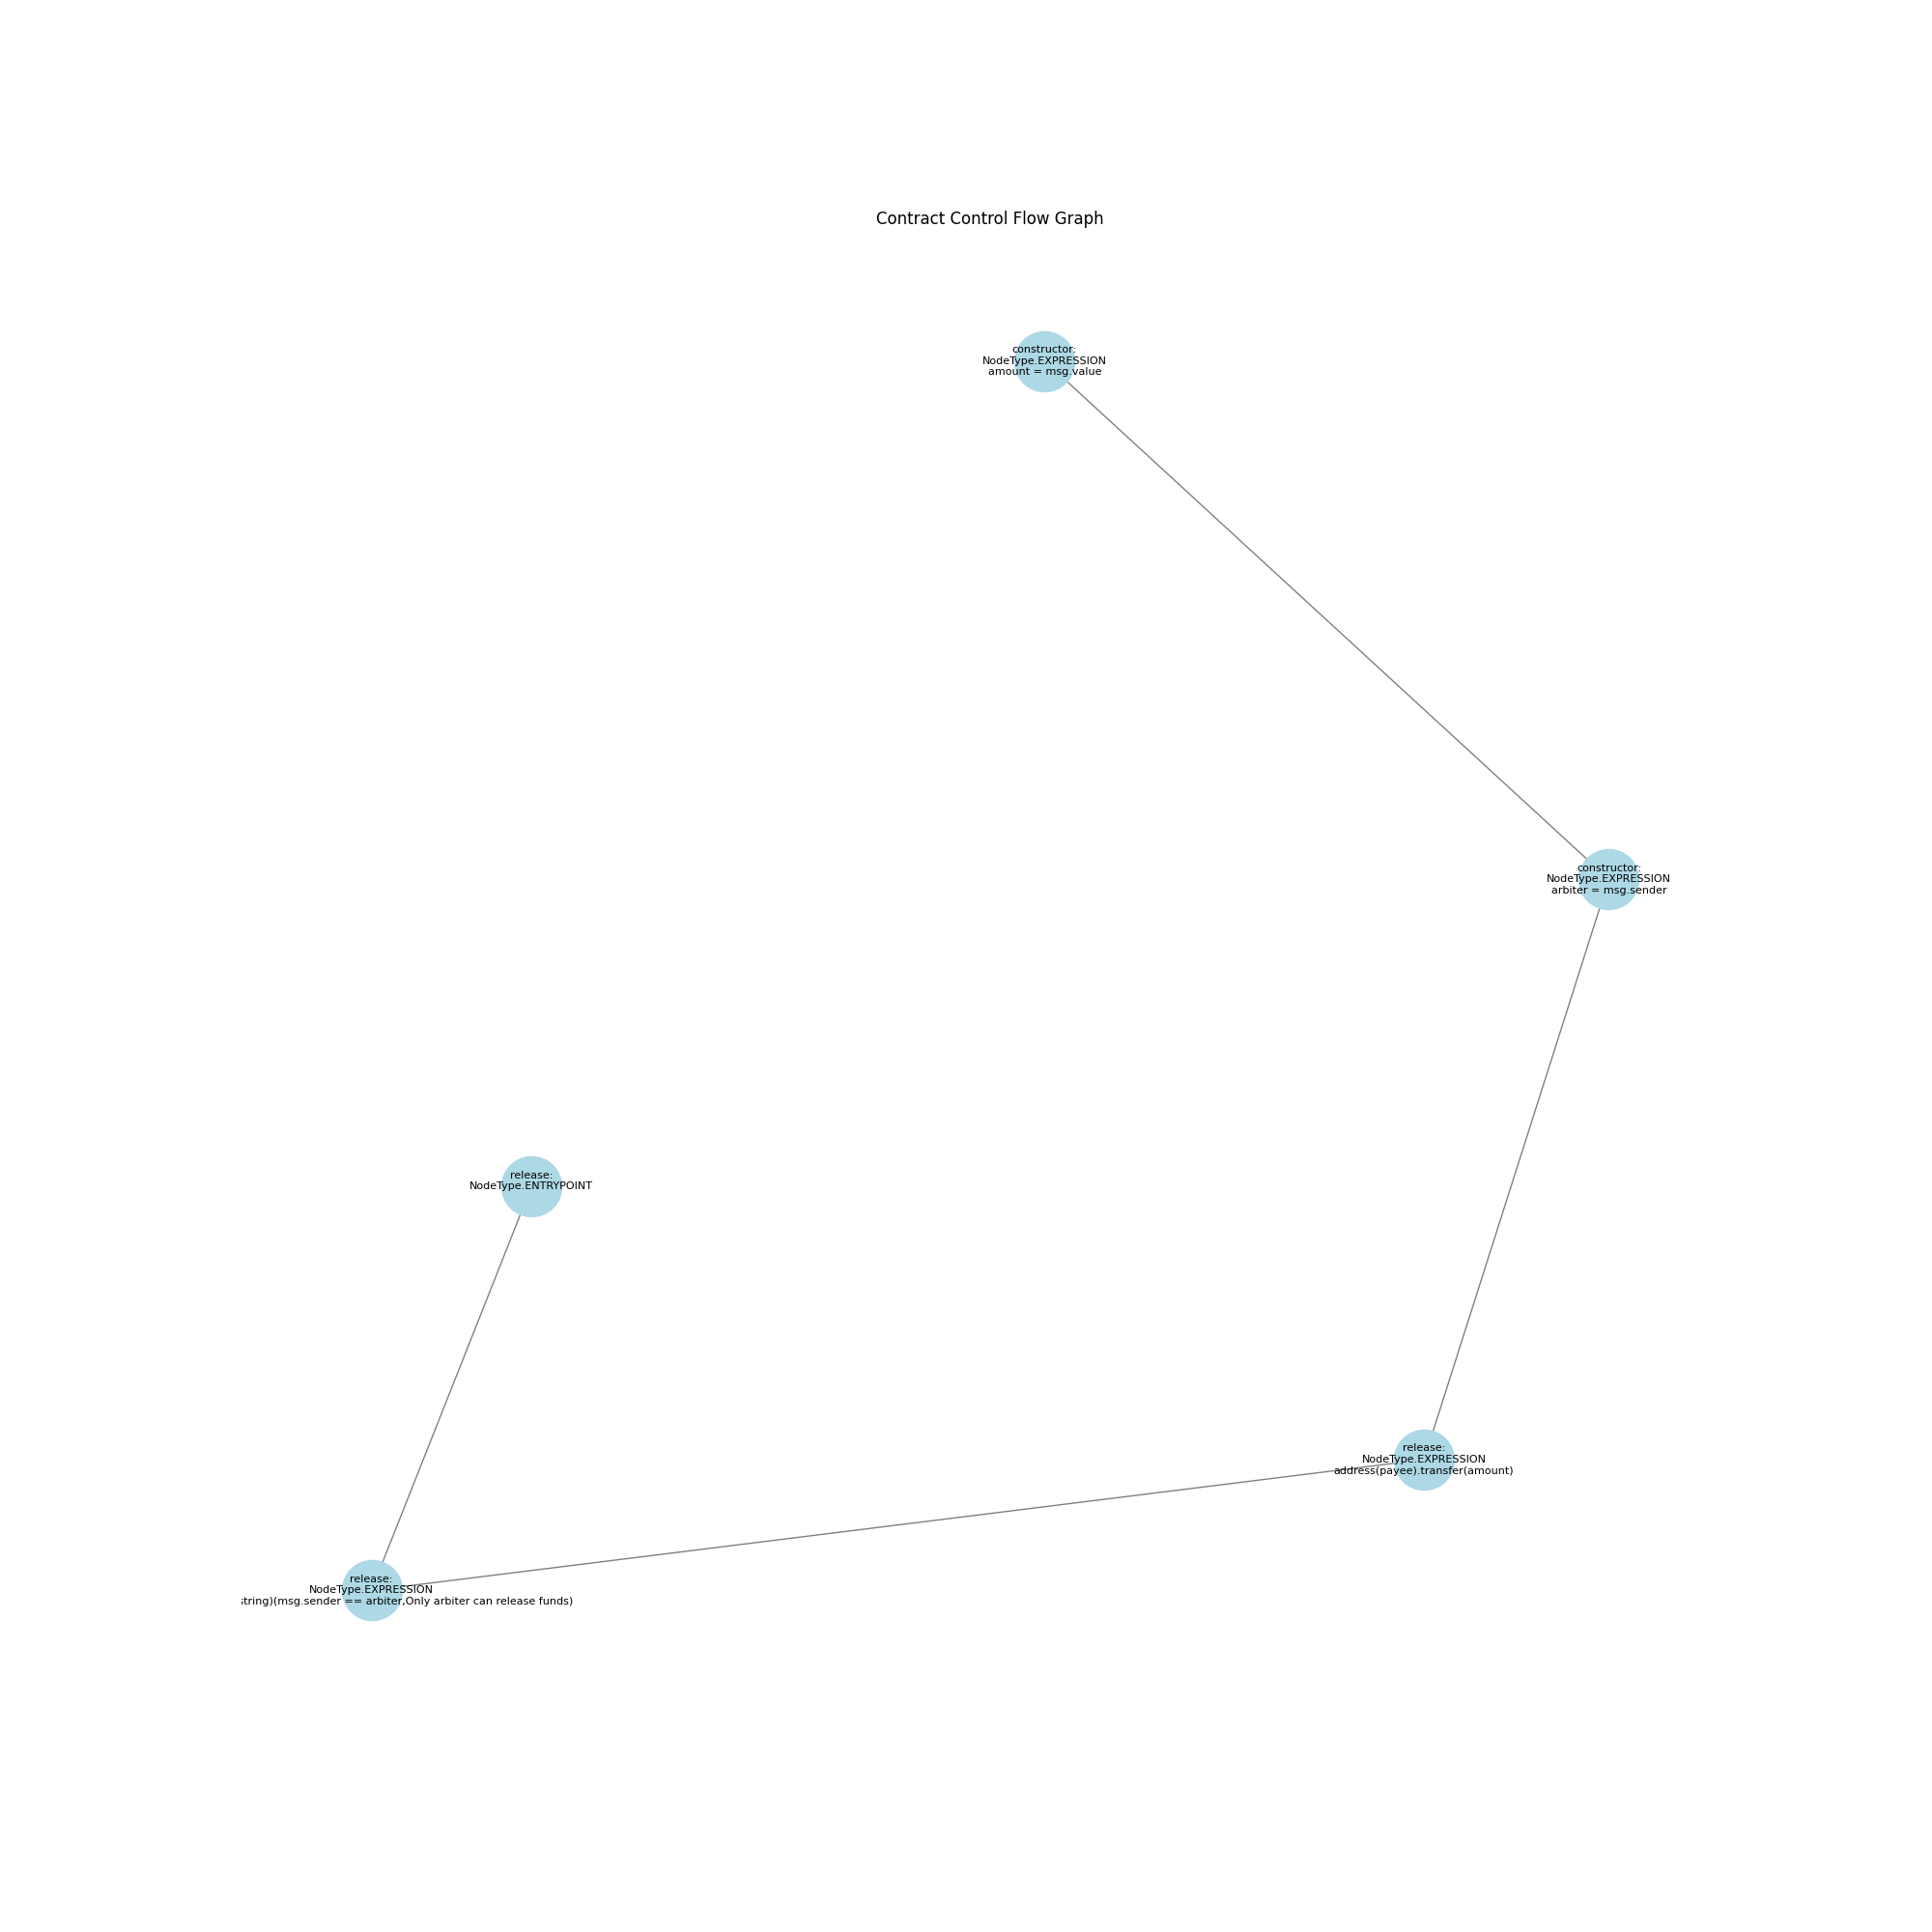 Contract Control Flow Graph
constructor:
NodeType.EXPRESSION
amount = msg.value
constructor:
NodeType.EXPRESSION
arbiter = msg.sender
release:
NodeType.ENTRYPOINT
release:
NodeType.EXPRESSION
address(payee).transfer(amount)
release:
NodeType.EXPRESSION
string)(msg.sender == arbiter,Only arbiter can release funds)